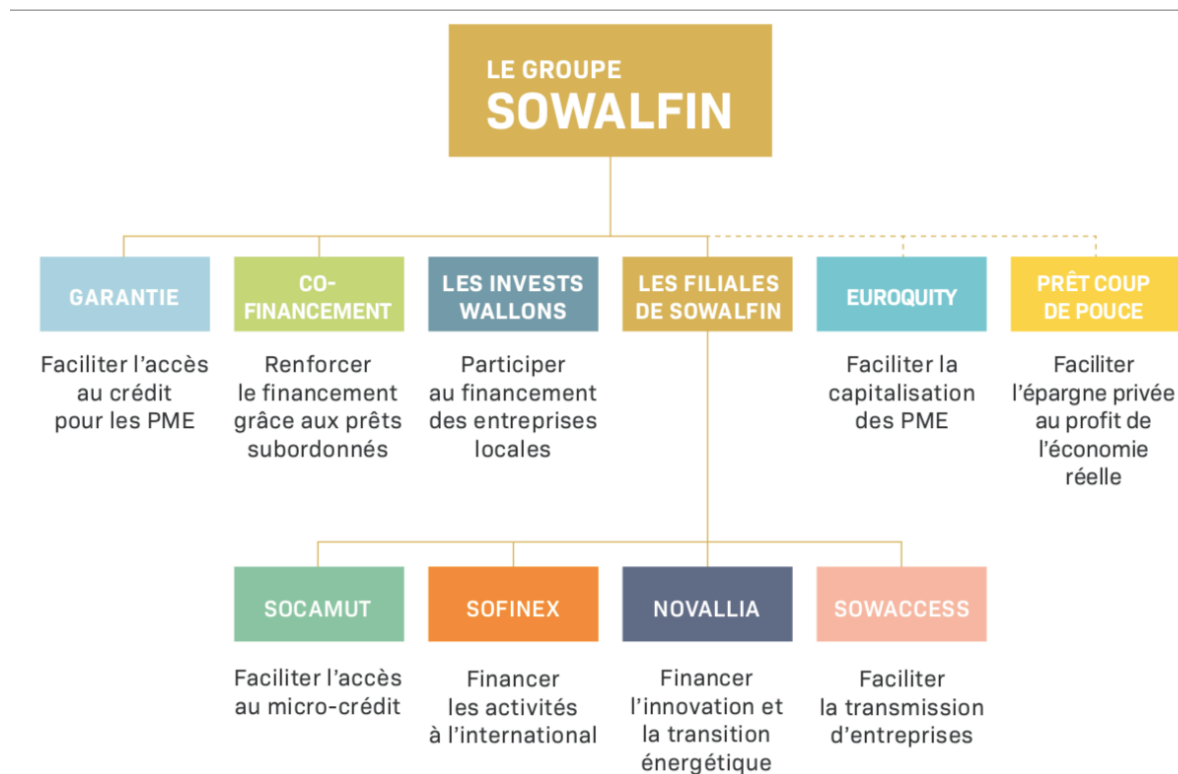 LE GROUPE
SOWALFIN
GARANTIE
Faciliter l'accès
au crédit
pour les PME
CO-
FINANCEMENT
Renforcer
le financement
grâce aux prêts
subordonnés
LES INVESTS
WALLONS
Participer
au financement
des entreprises
locales
LES FILIALES
DE SOWALFIN
EUROQUITY
Faciliter la
capitalisation
des PME
PRÊT COUP
DE POUCE
Faciliter
l'épargne privée
au profit de
l'économie
réelle
SOCAMUT
Faciliter l'accès
au micro-crédit
SOFINEX
Financer
les activités
à l'international
NOVALLIA
Financer
l'innovation et
la transition
énergétique
SOWACCESS
Faciliter
la transmission
d'entreprises